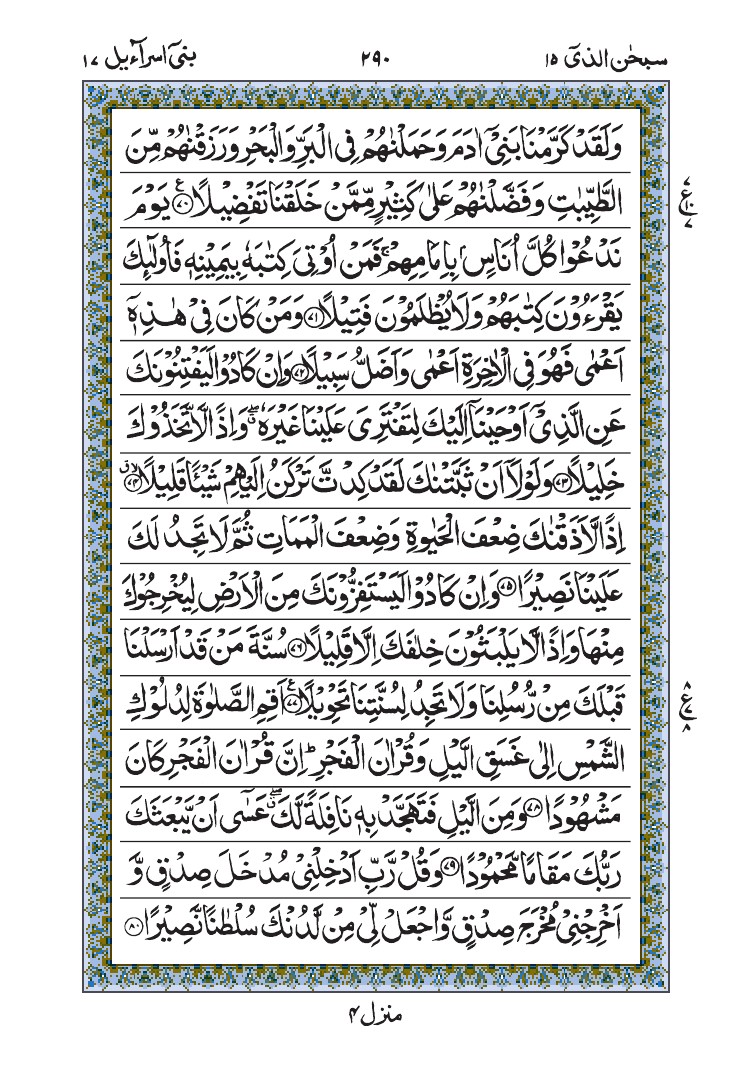 سبحٰن الذیٓ ۱۵ ۲۹۰ بنیٓ اسرآءیل ۱۷
وَلَقَدْ كَرَّمْنَا بَنِیْۤ اٰدَمَ وَحَمَلْنٰهُمْ فِی الْبَرِّ وَالْبَحْرِ وَرَزَقْنٰهُمْ مِّنَ
الطَّیِّبٰتِ وَفَضَّلْنٰهُمْ عَلٰی كَثِیْرٍ مِّمَّنْ خَلَقْنَا تَفْضِیْلًا ﴿۷۰﴾ یَوْمَ
نَدْعُوْا كُلَّ اُنَاسٍۭ بِاِمَامِهِمْ ۚ فَمَنْ اُوْتِیَ كِتٰبَهٗ بِیَمِیْنِهٖ فَاُولٰٓئِكَ
یَقْرَءُوْنَ كِتٰبَهُمْ وَلَا یُظْلَمُوْنَ فَتِیْلًا ﴿۷۱﴾ وَمَنْ كَانَ فِیْ هٰذِهٖۤ
اَعْمٰی فَهُوَ فِی الْاٰخِرَةِ اَعْمٰی وَاَضَلُّ سَبِیْلًا ﴿۷۲﴾ وَاِنْ كَادُوْا لَیَفْتِنُوْنَكَ
عَنِ الَّذِیْۤ اَوْحَیْنَاۤ اِلَیْكَ لِتَفْتَرِیَ عَلَیْنَا غَیْرَهٗ ۖ وَاِذًا لَّاتَّخَذُوْكَ
خَلِیْلًا ﴿۷۳﴾ وَلَوْلَاۤ اَنْ ثَبَّتْنٰكَ لَقَدْ كِدْتَّ تَرْكَنُ اِلَیْهِمْ شَیْـًٔا قَلِیْلًا ﴿۷۴﴾
اِذًا لَّاَذَقْنٰكَ ضِعْفَ الْحَیٰوةِ وَضِعْفَ الْمَمَاتِ ثُمَّ لَا تَجِدُ لَكَ
عَلَیْنَا نَصِیْرًا ﴿۷۵﴾ وَاِنْ كَادُوْا لَیَسْتَفِزُّوْنَكَ مِنَ الْاَرْضِ لِیُخْرِجُوْكَ
مِنْهَا وَاِذًا لَّا یَلْبَثُوْنَ خِلٰفَكَ اِلَّا قَلِیْلًا ﴿۷۶﴾ سُنَّةَ مَنْ قَدْ اَرْسَلْنَا
قَبْلَكَ مِنْ رُّسُلِنَا وَلَا تَجِدُ لِسُنَّتِنَا تَحْوِیْلًا ﴿۷۷﴾ اَقِمِ الصَّلٰوةَ لِدُلُوْكِ
الشَّمْسِ اِلٰی غَسَقِ الَّیْلِ وَقُرْاٰنَ الْفَجْرِ ؕ اِنَّ قُرْاٰنَ الْفَجْرِ كَانَ
مَشْهُوْدًا ﴿۷۸﴾ وَمِنَ الَّیْلِ فَتَهَجَّدْ بِهٖ نَافِلَةً لَّكَ ۖ عَسٰۤی اَنْ یَّبْعَثَكَ
رَبُّكَ مَقَامًا مَّحْمُوْدًا ﴿۷۹﴾ وَقُلْ رَّبِّ اَدْخِلْنِیْ مُدْخَلَ صِدْقٍ وَّ
اَخْرِجْنِیْ مُخْرَجَ صِدْقٍ وَّاجْعَلْ لِّیْ مِنْ لَّدُنْكَ سُلْطٰنًا نَّصِیْرًا ﴿۸۰﴾
منزل ۴